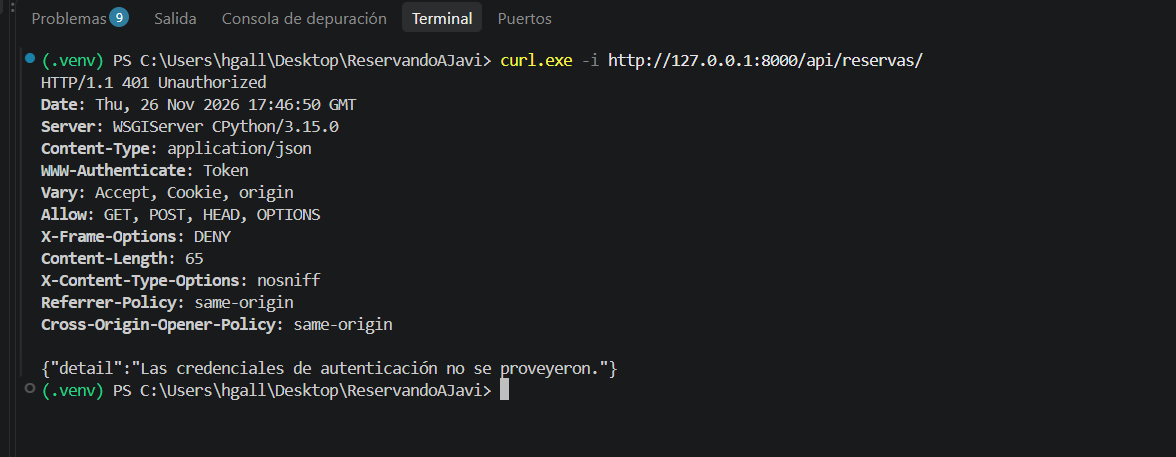 Problemas 9 Salida Consola de depuración Terminal Puertos
(.venv) PS C:\Users\hgall\Desktop\ReservandoAJavi> curl.exe -i http://127.0.0.1:8000/api/reservas/
HTTP/1.1 401 Unauthorized
Date: Thu, 26 Nov 2026 17:46:50 GMT
Server: WSGIServer CPython/3.15.0
Content-Type: application/json
WWW-Authenticate: Token
Vary: Accept, Cookie, origin
Allow: GET, POST, HEAD, OPTIONS
X-Frame-Options: DENY
Content-Length: 65
X-Content-Type-Options: nosniff
Referrer-Policy: same-origin
Cross-Origin-Opener-Policy: same-origin
{"detail":"Las credenciales de autenticación no se proveyeron."}
(.venv) PS C:\Users\hgall\Desktop\ReservandoAJavi>